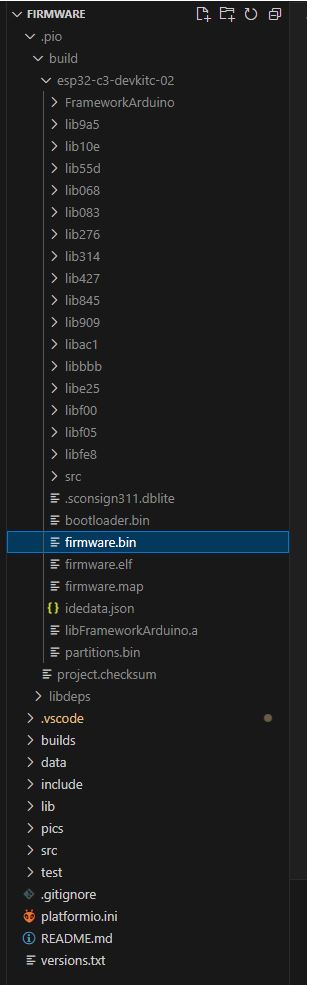 FIRMWARE
.pio
build
esp32-c3-devkitc-02
FrameworkArduino
lib9a5
lib10e
lib55d
lib068
lib083
lib276
lib314
lib427
lib845
lib909
libac1
libbbb
libe25
libf00
libf05
libfe8
src
.sconsign311.dblite
bootloader.bin
firmware.bin
firmware.elf
firmware.map
{} idedata.json
libFrameworkArduino.a
partitions.bin
project.checksum
libdeps
.vscode
builds
data
include
lib
pics
src
test
.gitignore
platformio.ini
README.md
versions.txt